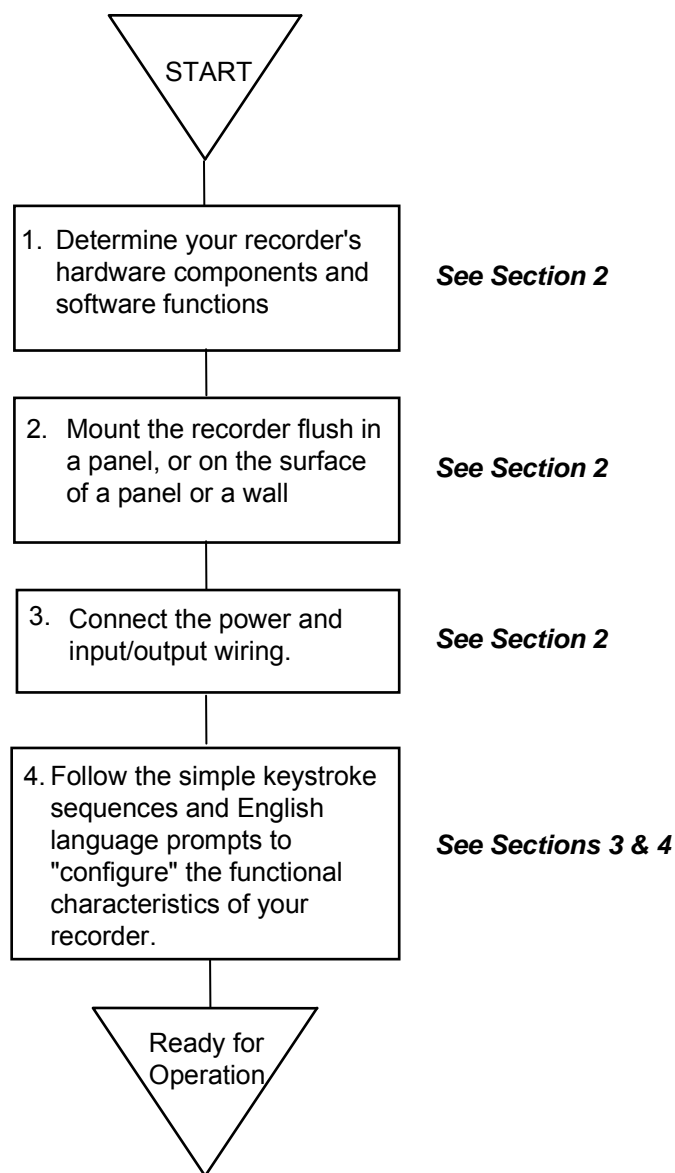 START
1. Determine your recorder's
hardware components and
software functions
See Section 2
2. Mount the recorder flush in
a panel, or on the surface
of a panel or a wall
See Section 2
3. Connect the power and
input/output wiring.
See Section 2
4. Follow the simple keystroke
sequences and English
language prompts to
"configure" the functional
characteristics of your
recorder.
See Sections 3 & 4
Ready for
Operation